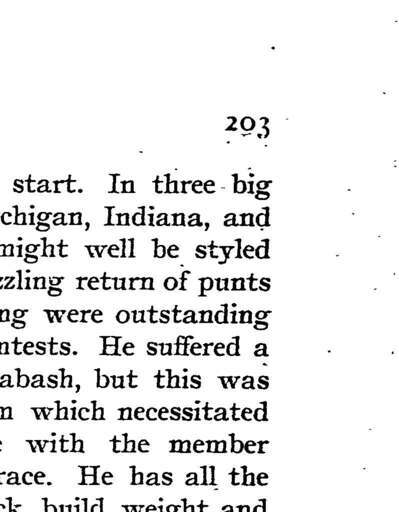 203
start. In three big
chigan, Indiana, and
might well be styled
zzling return of punts
ng were outstanding
ntests. He suffered a
abash, but this was
n which necessitated
e with the member
race. He has all the
ck, build, weight and